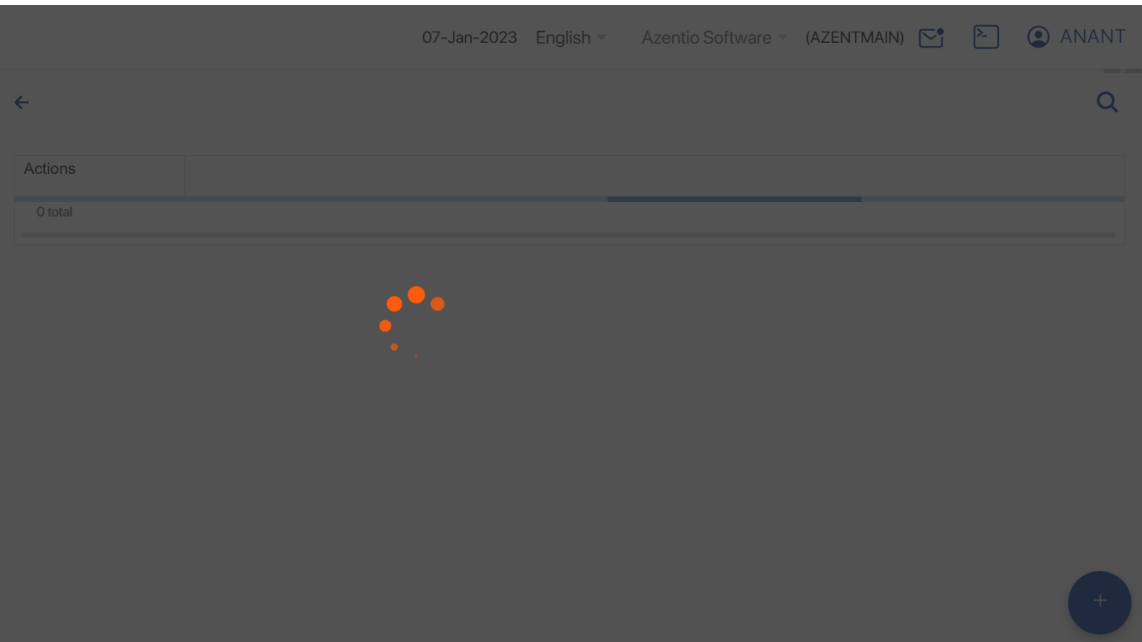 07-Jan-2023 English Azentio Software (AZENTMAIN) ANANT
Actions
0 total